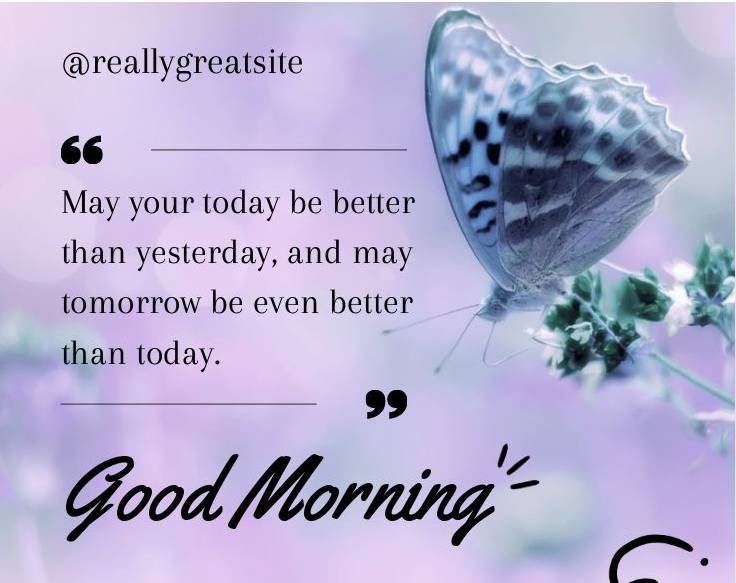 @reallygreatsite
“
May your today be better
than yesterday, and may
tomorrow be even better
than today.
”
Good Morning